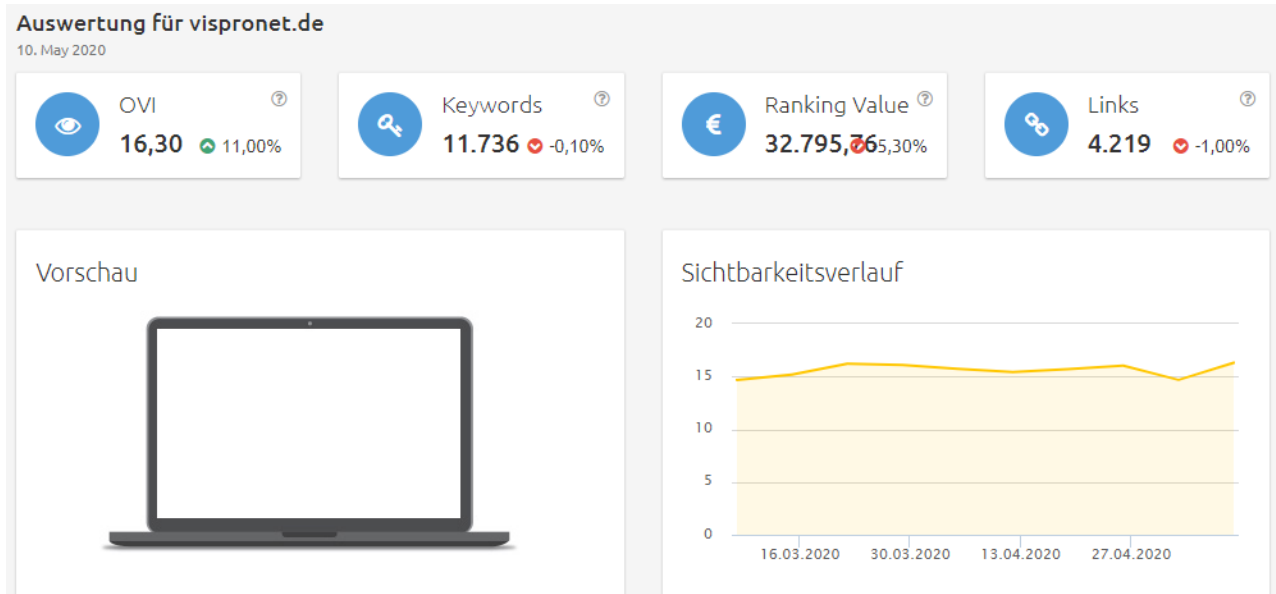 Auswertung für vispronet.de
10. May 2020
OVI
16,30 11,00%
Keywords
11.736 -0,10%
Ranking Value
32.795,76 5,30%
Links
4.219 -1,00%
Vorschau
Sichtbarkeitsverlauf
20
15
10
5
0
16.03.2020 30.03.2020 13.04.2020 27.04.2020